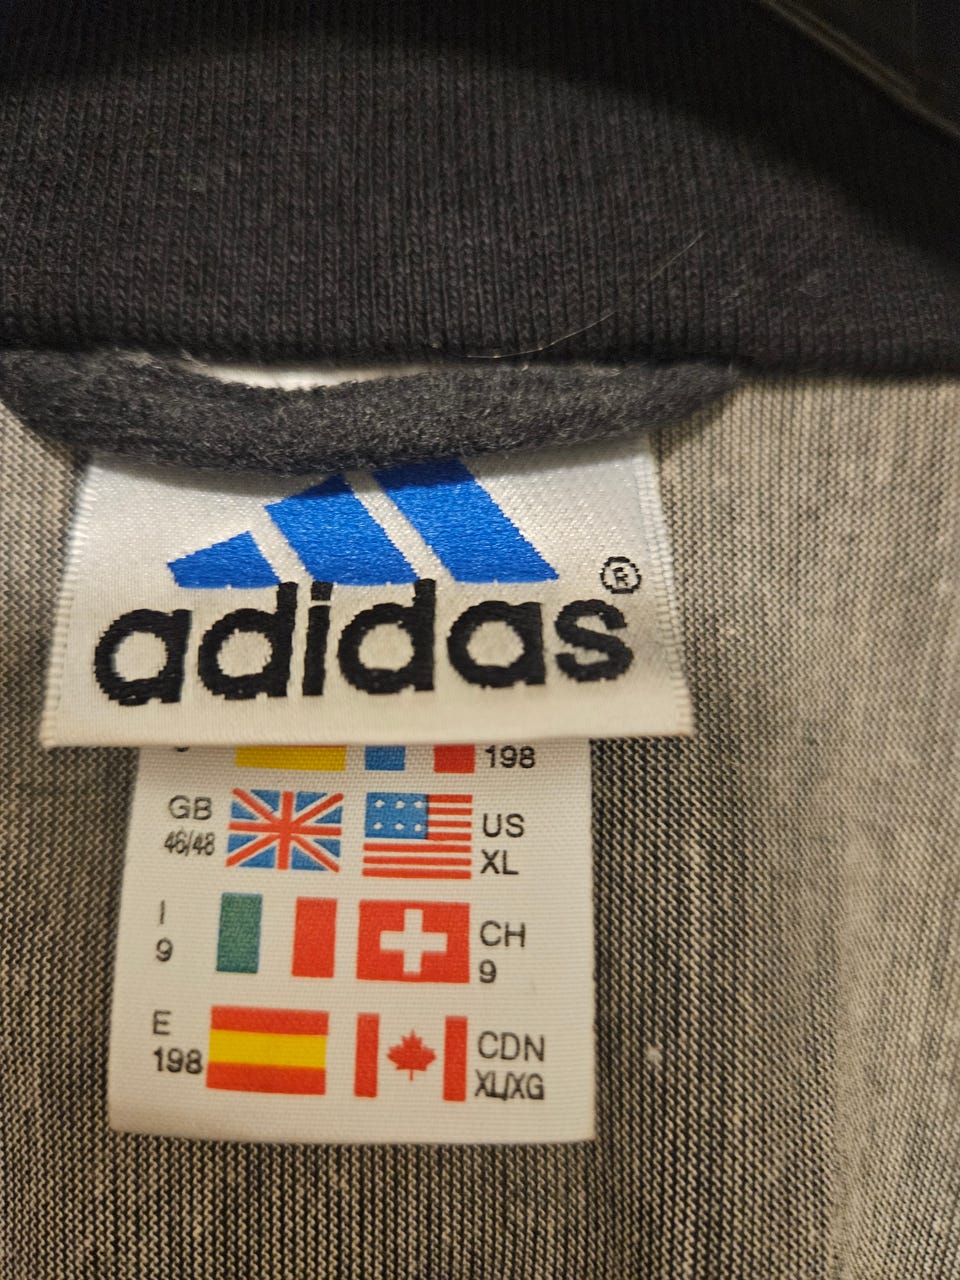 adidas®
198
GB
46/48
US
XL
I
9
CH
9
E
198
CDN
XL/XG